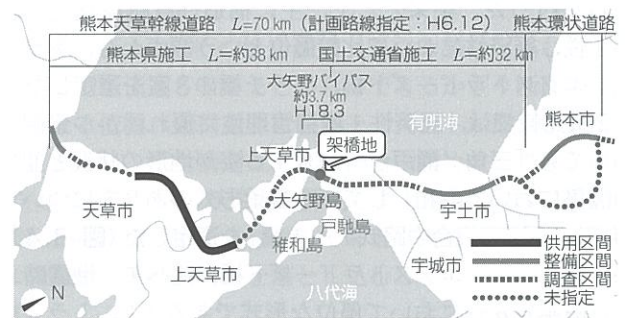 熊本天草幹線道路 L=70 km（計画路線指定：H6.12） 熊本環状道路
熊本県施工 L=約38 km 国土交通省施工 L=約32 km
大矢野バイパス
約3.7 km
H18.3
有明海
熊本市
架橋地
上天草市
天草市
大矢野島
戸馳島
宇土市
稚和島
上天草市
宇城市
八代海
N
供用区間
整備区間
調査区間
未指定